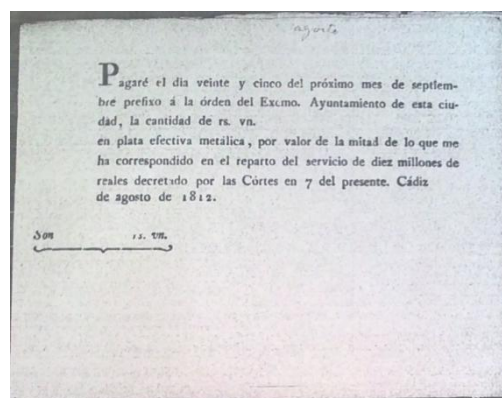 agosto
Pagaré el dia veinte y cinco del próximo mes de septiem-
bre prefixo á la órden del Excmo. Ayuntamiento de esta ciu-
dad, la cantidad de rs. vn.
en plata efectiva metálica, por valor de la mitad de lo que me
ha correspondido en el reparto del servicio de diez millones de
reales decretado por las Córtes en 7 del presente. Cádiz
de agosto de 1812.
Son rs. vn.